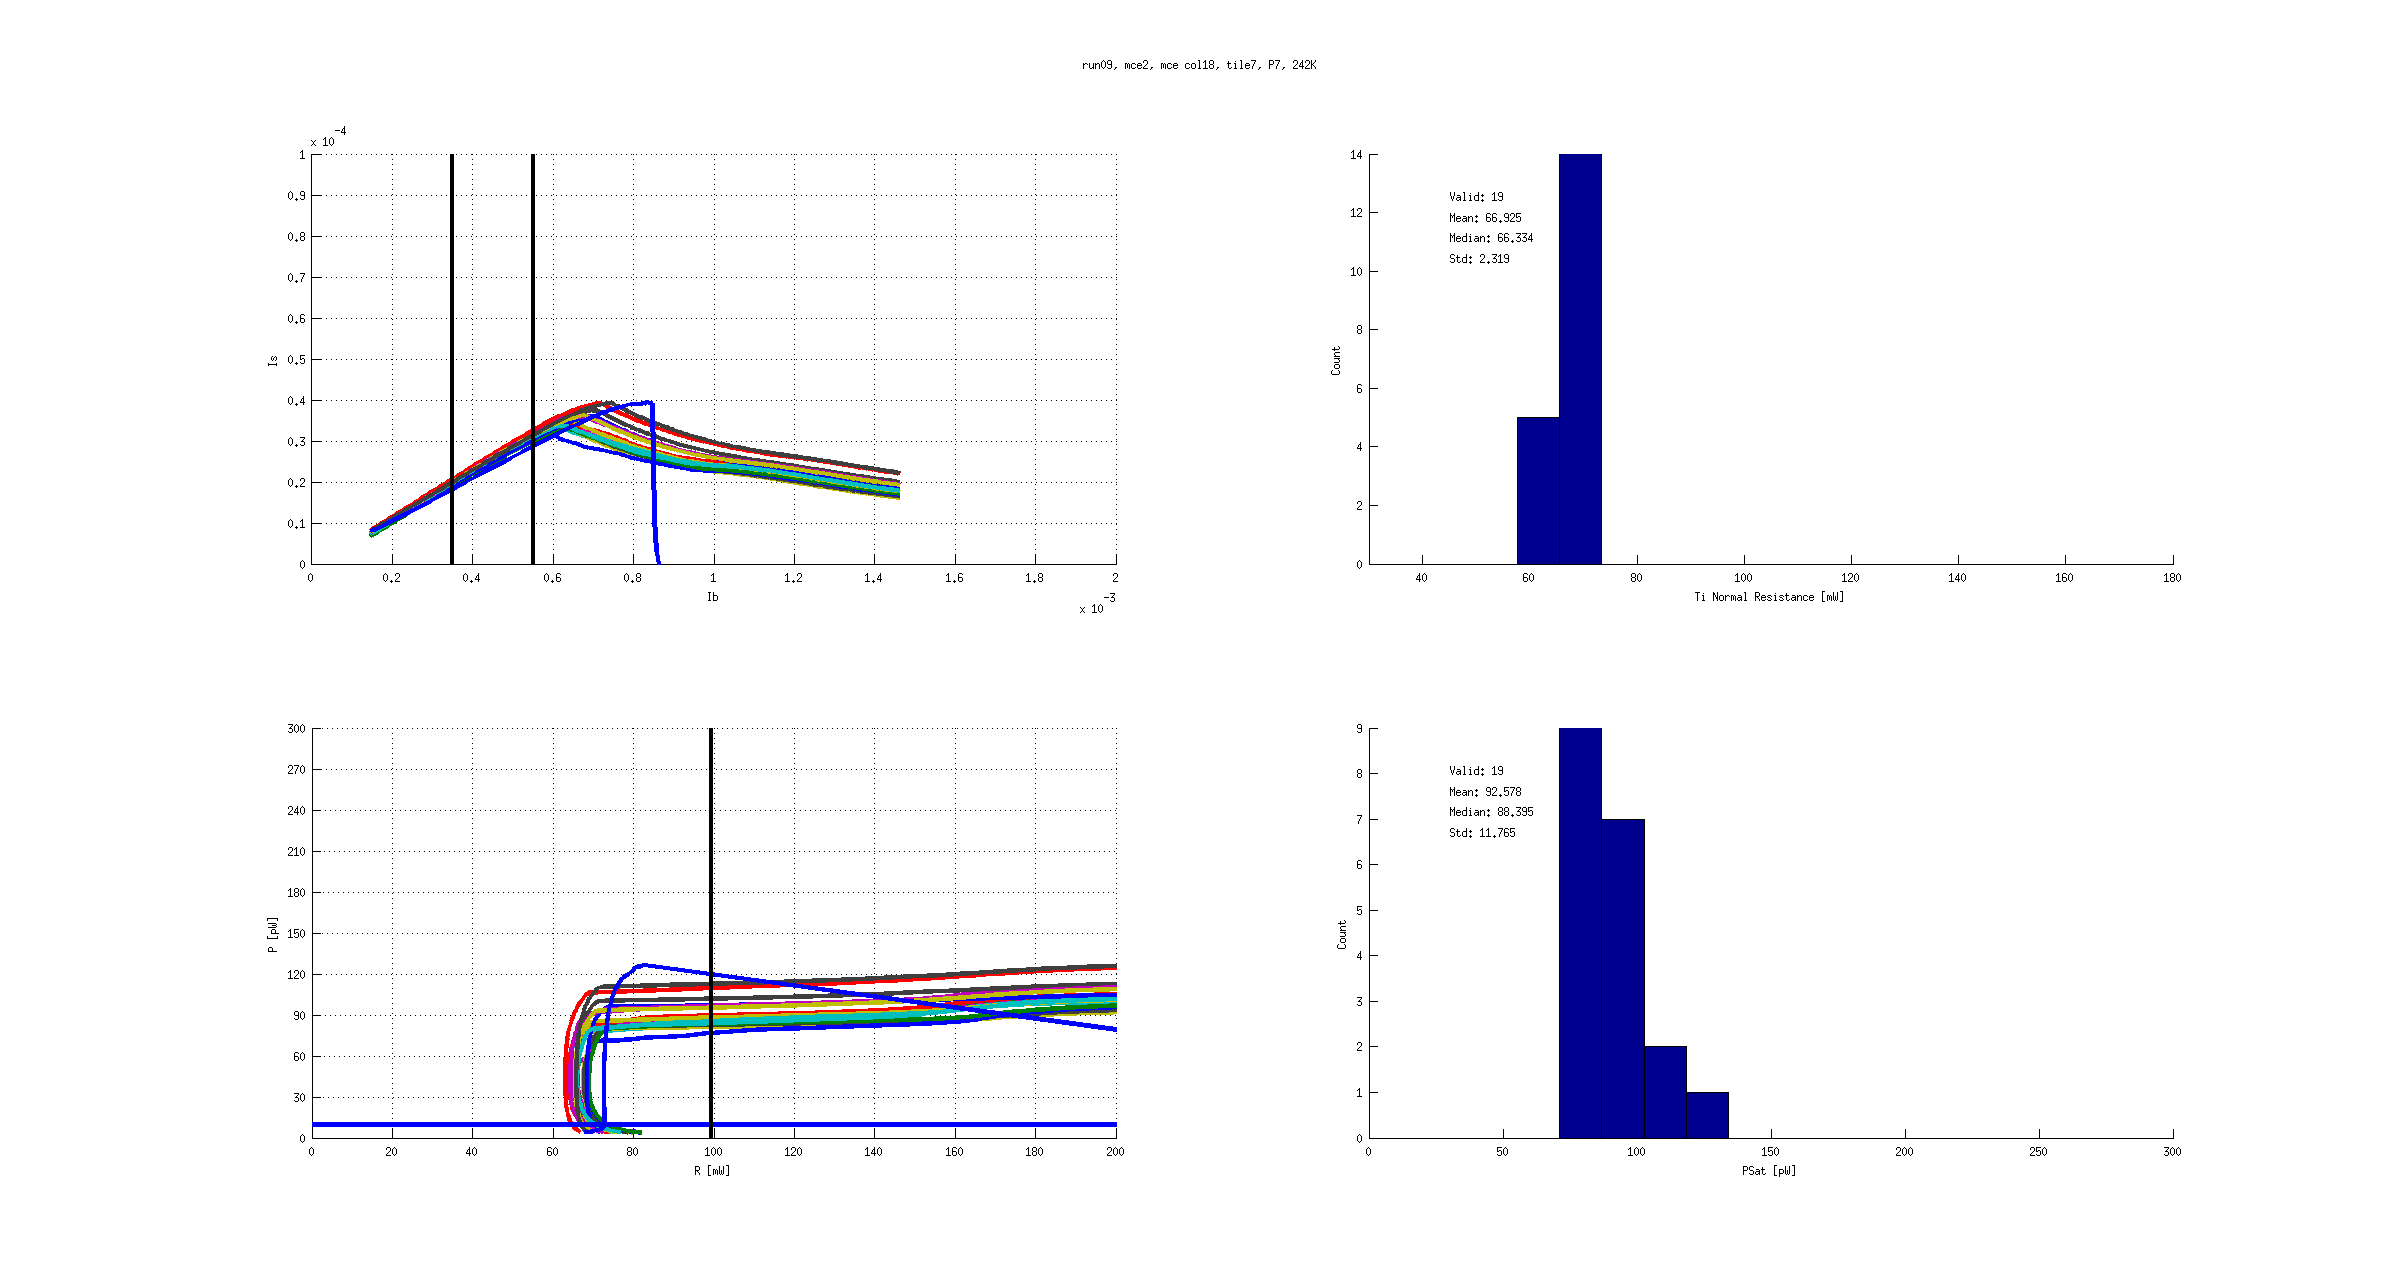 run09, mce2, mce col18, tile7, P7, 242K
x 10^-4
1
0.9
0.8
0.7
0.6
0.5
0.4
0.3
0.2
0.1
0
Is
0 0.2 0.4 0.6 0.8 1 1.2 1.4 1.6 1.8 2
Ib
x 10^-3
14
12
10
8
6
4
2
0
Count
Valid: 19
Mean: 66.925
Median: 66.334
Std: 2.319
40 60 80 100 120 140 160 180
Ti Normal Resistance [mW]
300
270
240
210
180
150
120
90
60
30
0
P [pW]
0 20 40 60 80 100 120 140 160 180 200
R [mW]
9
8
7
6
5
4
3
2
1
0
Count
Valid: 19
Mean: 92.578
Median: 88.395
Std: 11.765
0 50 100 150 200 250 300
PSat [pW]